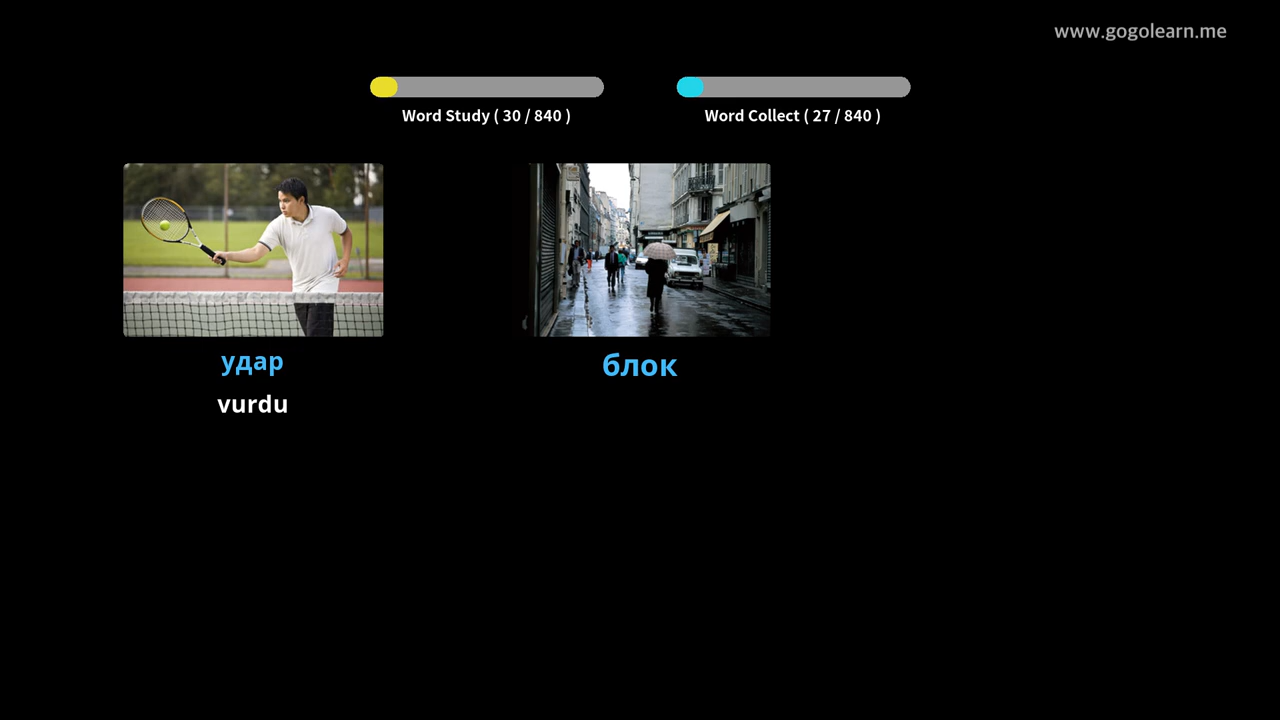 www.gogolearn.me
Word Study ( 30 / 840 )
Word Collect ( 27 / 840 )
удар
блок
vurdu